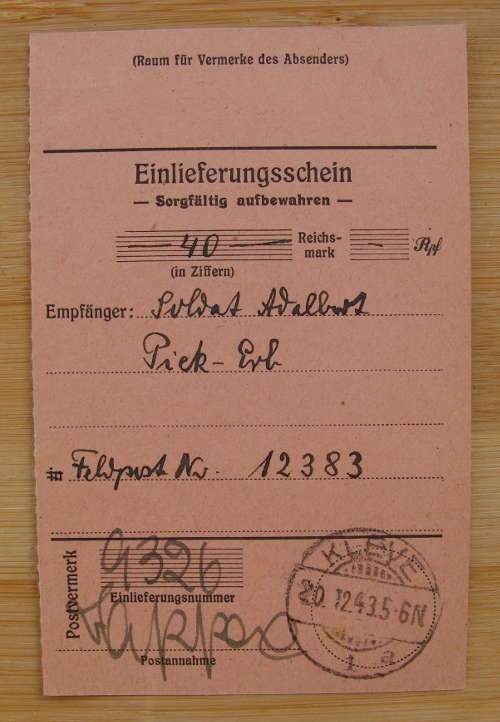 (Raum für Vermerke des Absenders)
Einlieferungsschein
— Sorgfältig aufbewahren —
— 40 — Reichs-
mark — Rpf
(in Ziffern)
Empfänger: Soldat Adalbert
Pick - Erb
in Feldpost Nr. 12383
Postvermerk
9326
Einlieferungsnummer
Postannahme
KLEVE
20.12.43.5-6N
1 a